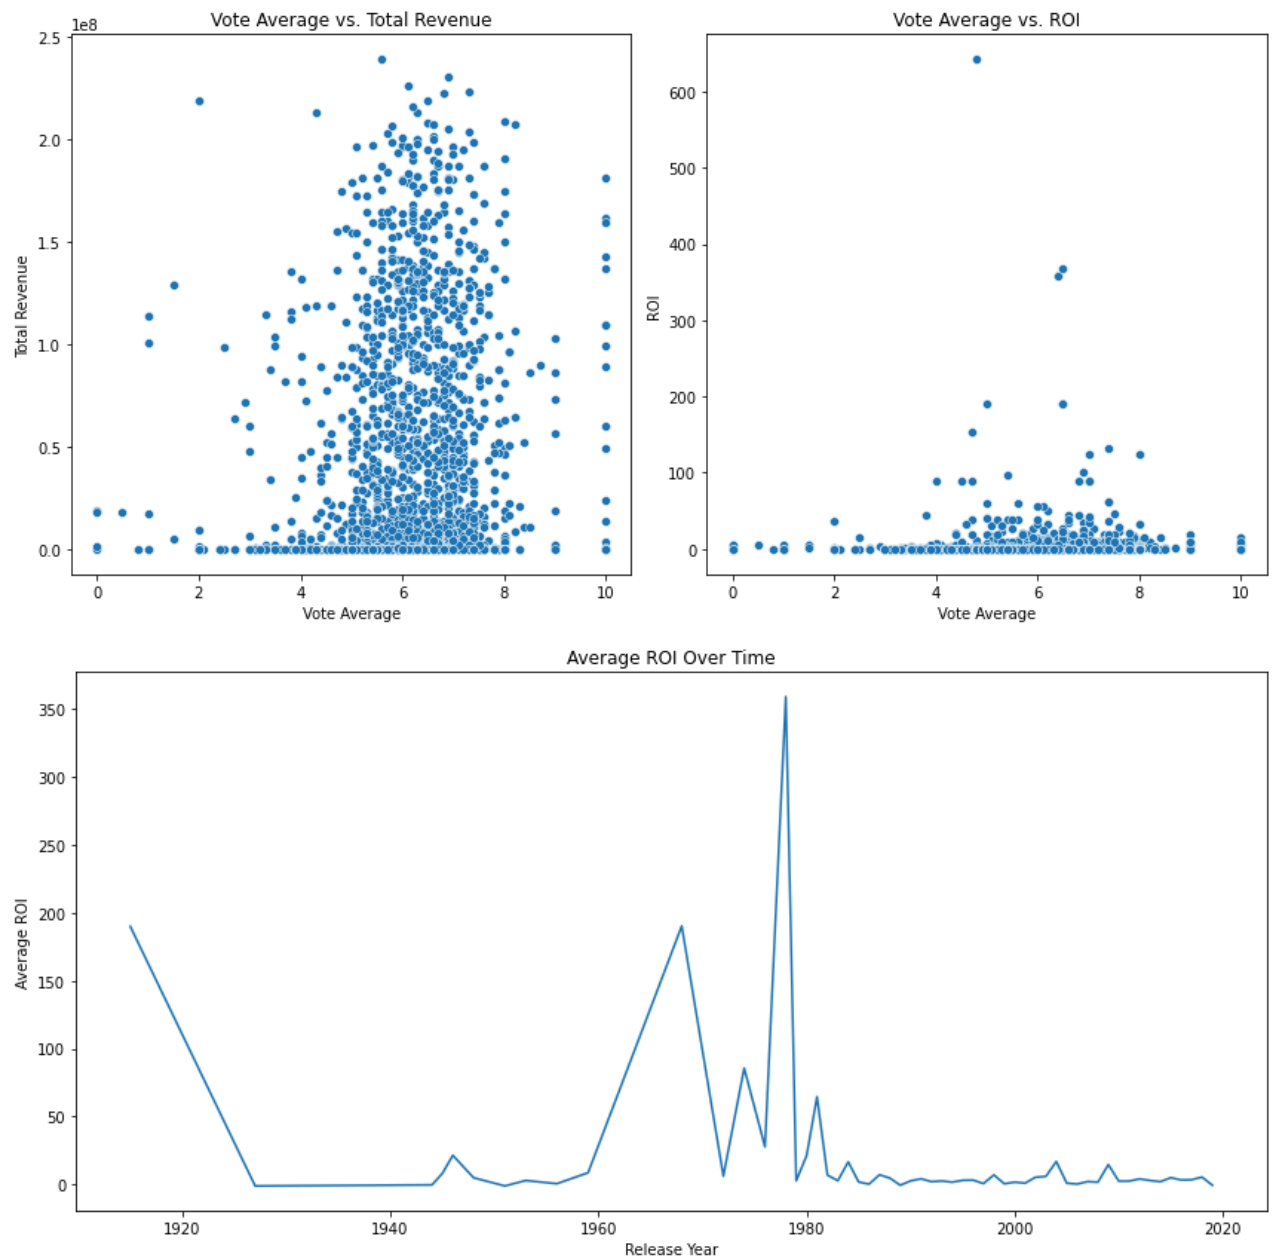 Vote Average vs. Total Revenue
1e8
2.5
2.0
1.5
1.0
0.5
0.0
Total Revenue
0 2 4 6 8 10
Vote Average
Vote Average vs. ROI
600
500
400
300
200
100
0
ROI
0 2 4 6 8 10
Vote Average
Average ROI Over Time
350
300
250
200
150
100
50
0
Average ROI
1920 1940 1960 1980 2000 2020
Release Year